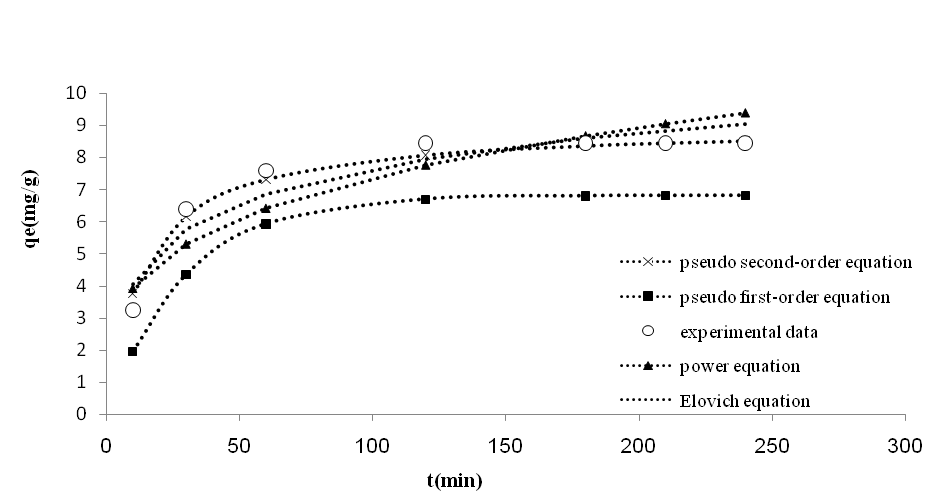 10
9
8
7
6
5
4
3
2
1
0
qe(mg/g)
0 50 100 150 200 250 300
t(min)
pseudo second-order equation
pseudo first-order equation
experimental data
power equation
Elovich equation